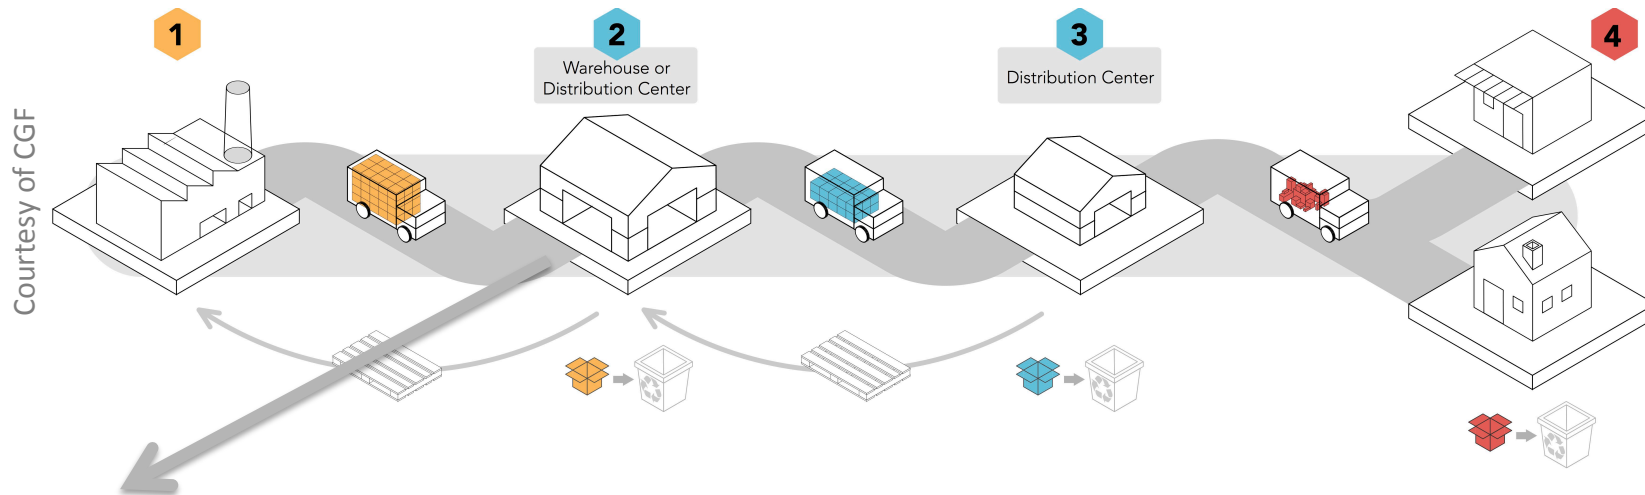 1
2
3
4
Warehouse or
Distribution Center
Distribution Center
Courtesy of CGF